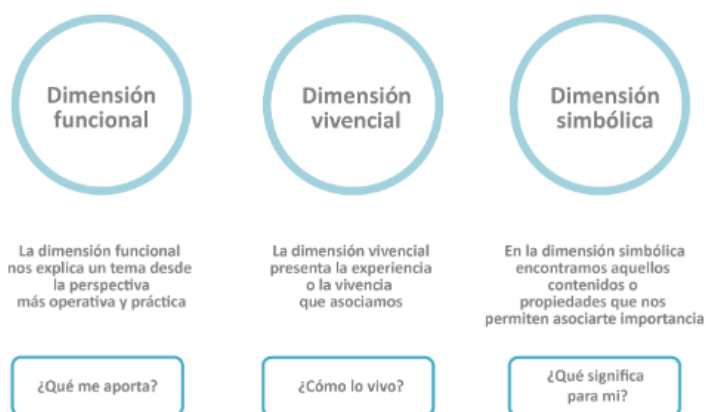 Dimensión
funcional
Dimensión
vivencial
Dimensión
simbólica
La dimensión funcional
nos explica un tema desde
la perspectiva
más operativa y práctica
La dimensión vivencial
presenta la experiencia
o la vivencia
que asociamos
En la dimensión simbólica
encontramos aquellos
contenidos o
propiedades que nos
permiten asociarte importancia
¿Qué me aporta?
¿Cómo lo vivo?
¿Qué significa
para mi?